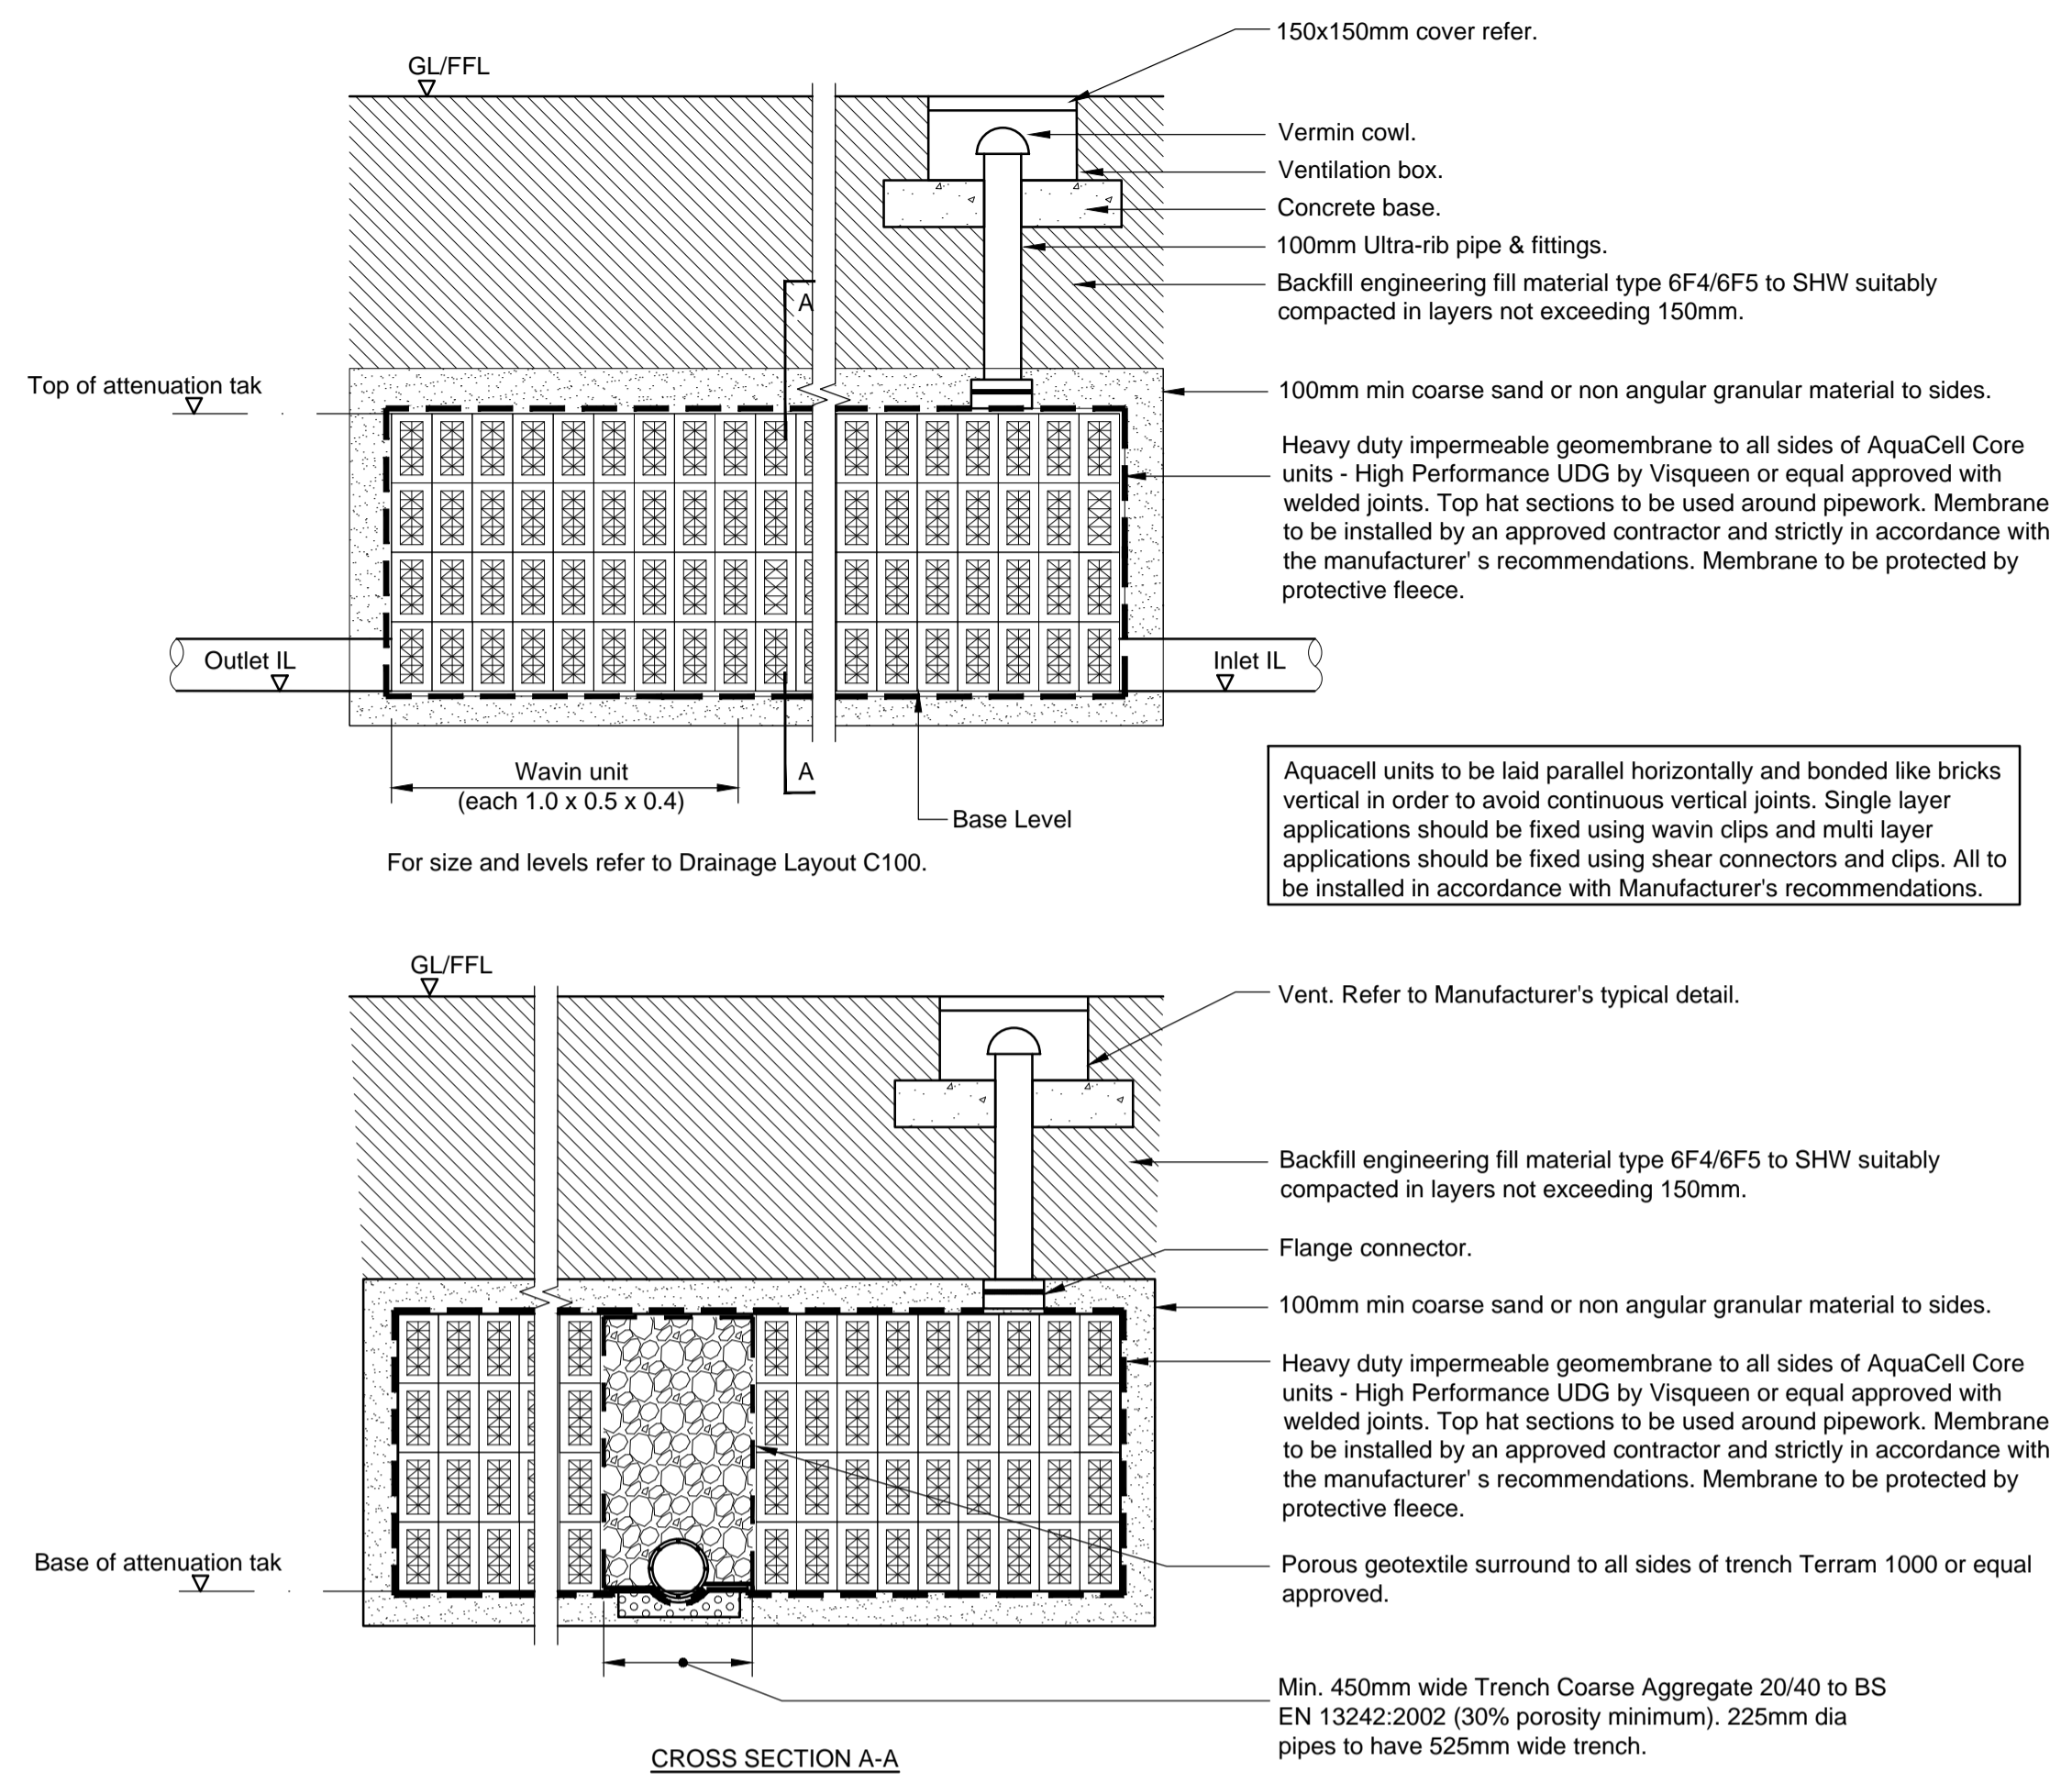 150x150mm cover refer.
GL/FFL
Vermin cowl.
Ventilation box.
Concrete base.
100mm Ultra-rib pipe & fittings.
Backfill engineering fill material type 6F4/6F5 to SHW suitably
compacted in layers not exceeding 150mm.
A
Top of attenuation tak
100mm min coarse sand or non angular granular material to sides.
Heavy duty impermeable geomembrane to all sides of AquaCell Core
units - High Performance UDG by Visqueen or equal approved with
welded joints. Top hat sections to be used around pipework. Membrane
to be installed by an approved contractor and strictly in accordance with
the manufacturer' s recommendations. Membrane to be protected by
protective fleece.
Outlet IL
Inlet IL
Wavin unit
(each 1.0 x 0.5 x 0.4)
A
Base Level
For size and levels refer to Drainage Layout C100.
Aquacell units to be laid parallel horizontally and bonded like bricks
vertical in order to avoid continuous vertical joints. Single layer
applications should be fixed using wavin clips and multi layer
applications should be fixed using shear connectors and clips. All to
be installed in accordance with Manufacturer's recommendations.
GL/FFL
Vent. Refer to Manufacturer's typical detail.
Backfill engineering fill material type 6F4/6F5 to SHW suitably
compacted in layers not exceeding 150mm.
Flange connector.
100mm min coarse sand or non angular granular material to sides.
Heavy duty impermeable geomembrane to all sides of AquaCell Core
units - High Performance UDG by Visqueen or equal approved with
welded joints. Top hat sections to be used around pipework. Membrane
to be installed by an approved contractor and strictly in accordance with
the manufacturer' s recommendations. Membrane to be protected by
protective fleece.
Base of attenuation tak
Porous geotextile surround to all sides of trench Terram 1000 or equal
approved.
Min. 450mm wide Trench Coarse Aggregate 20/40 to BS
EN 13242:2002 (30% porosity minimum). 225mm dia
pipes to have 525mm wide trench.
CROSS SECTION A-A